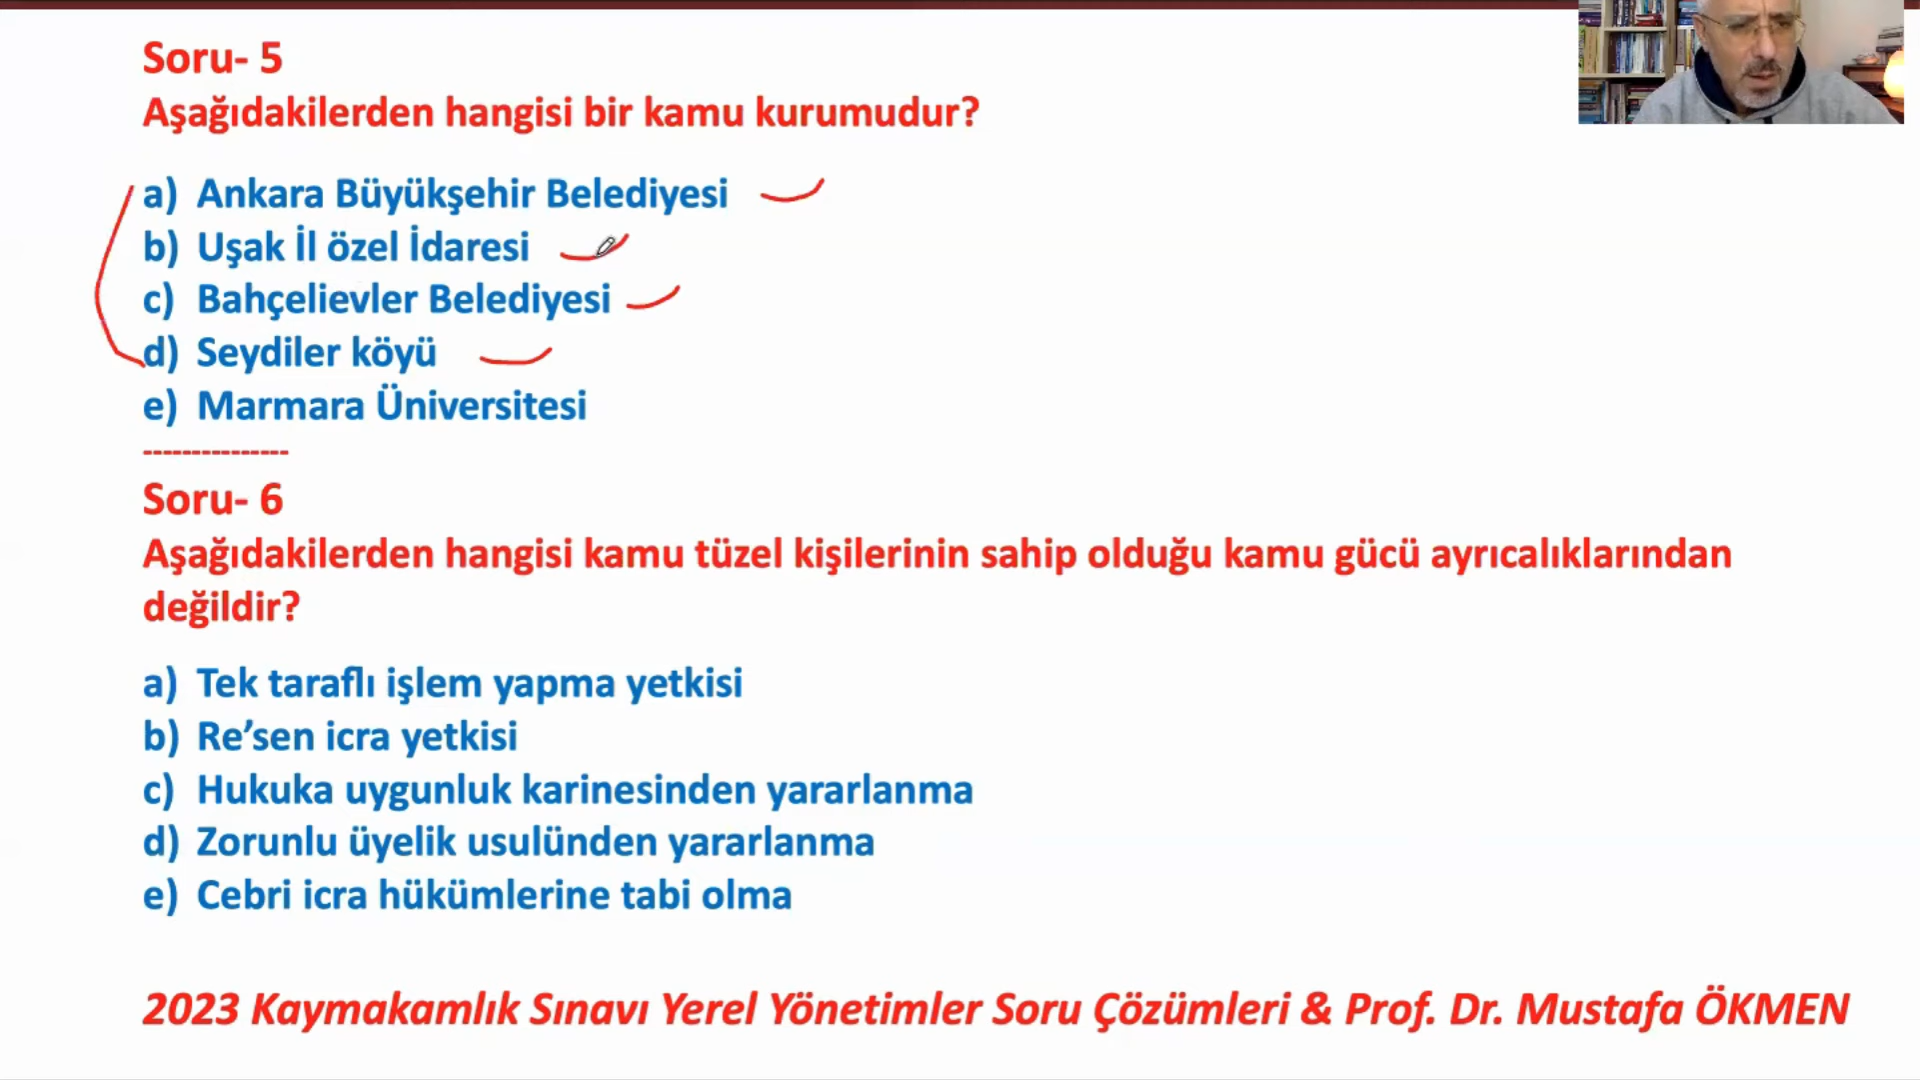 Soru- 5
Aşağıdakilerden hangisi bir kamu kurumudur?
a) Ankara Büyükşehir Belediyesi
b) Uşak İl özel İdaresi
c) Bahçelievler Belediyesi
d) Seydiler köyü
e) Marmara Üniversitesi
---------------
Soru- 6
Aşağıdakilerden hangisi kamu tüzel kişilerinin sahip olduğu kamu gücü ayrıcalıklarından
değildir?
a) Tek taraflı işlem yapma yetkisi
b) Re’sen icra yetkisi
c) Hukuka uygunluk karinesinden yararlanma
d) Zorunlu üyelik usulünden yararlanma
e) Cebri icra hükümlerine tabi olma
2023 Kaymakamlık Sınavı Yerel Yönetimler Soru Çözümleri & Prof. Dr. Mustafa ÖKMEN